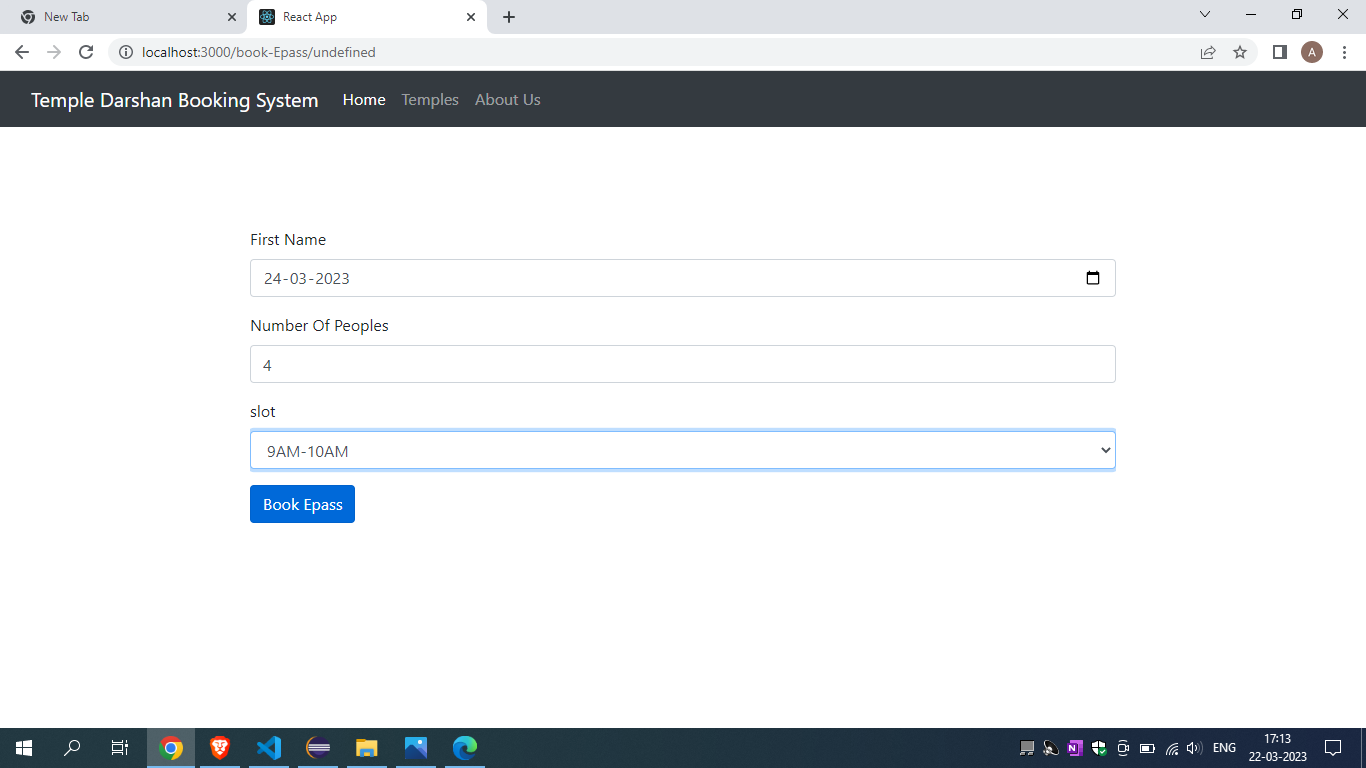 New Tab
React App
localhost:3000/book-Epass/undefined
A
Temple Darshan Booking System Home Temples About Us
First Name
24-03-2023
Number Of Peoples
4
slot
9AM-10AM
Book Epass
N
ENG
17:13
22-03-2023